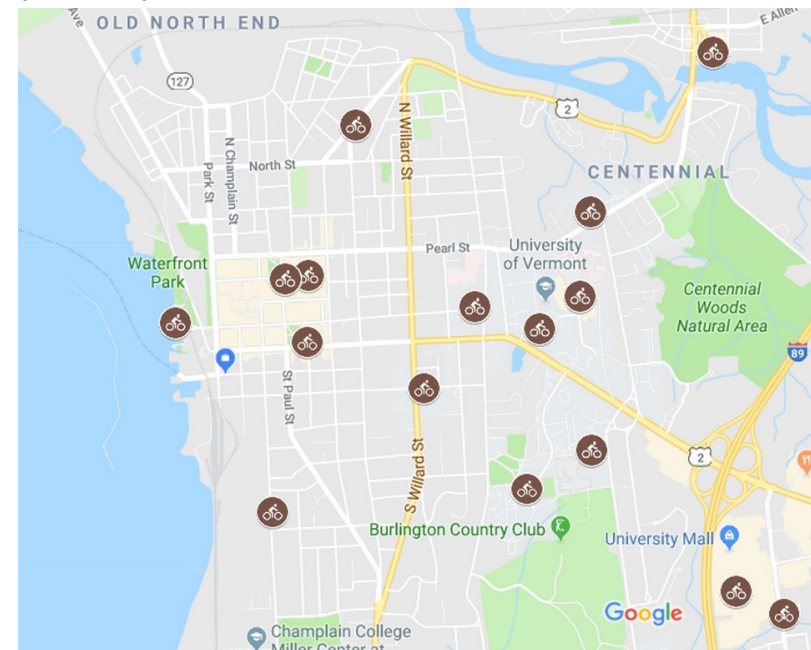 Ave
OLD NORTH END
E Allen
127
2
N Willard St
N Champlain St
Park St
North St
CENTENNIAL
Pearl St
University
of Vermont
Waterfront
Park
Centennial
Woods
Natural Area
89
St Paul St
S Willard St
2
Burlington Country Club
University Mall
Google
Champlain College
Miller Center at